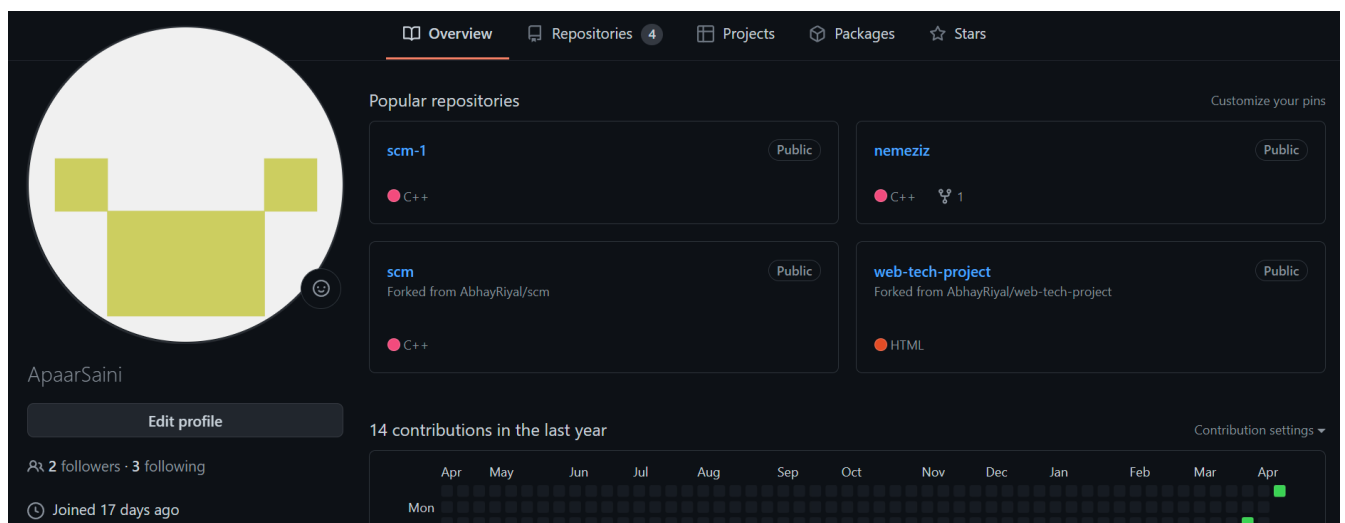 Overview Repositories 4 Projects Packages Stars
Popular repositories Customize your pins
scm-1 Public
C++
nemeziz Public
C++ 1
scm Public
Forked from AbhayRiyal/scm
C++
web-tech-project Public
Forked from AbhayRiyal/web-tech-project
HTML
ApaarSaini
Edit profile
2 followers · 3 following
Joined 17 days ago
14 contributions in the last year Contribution settings
Apr May Jun Jul Aug Sep Oct Nov Dec Jan Feb Mar Apr
Mon